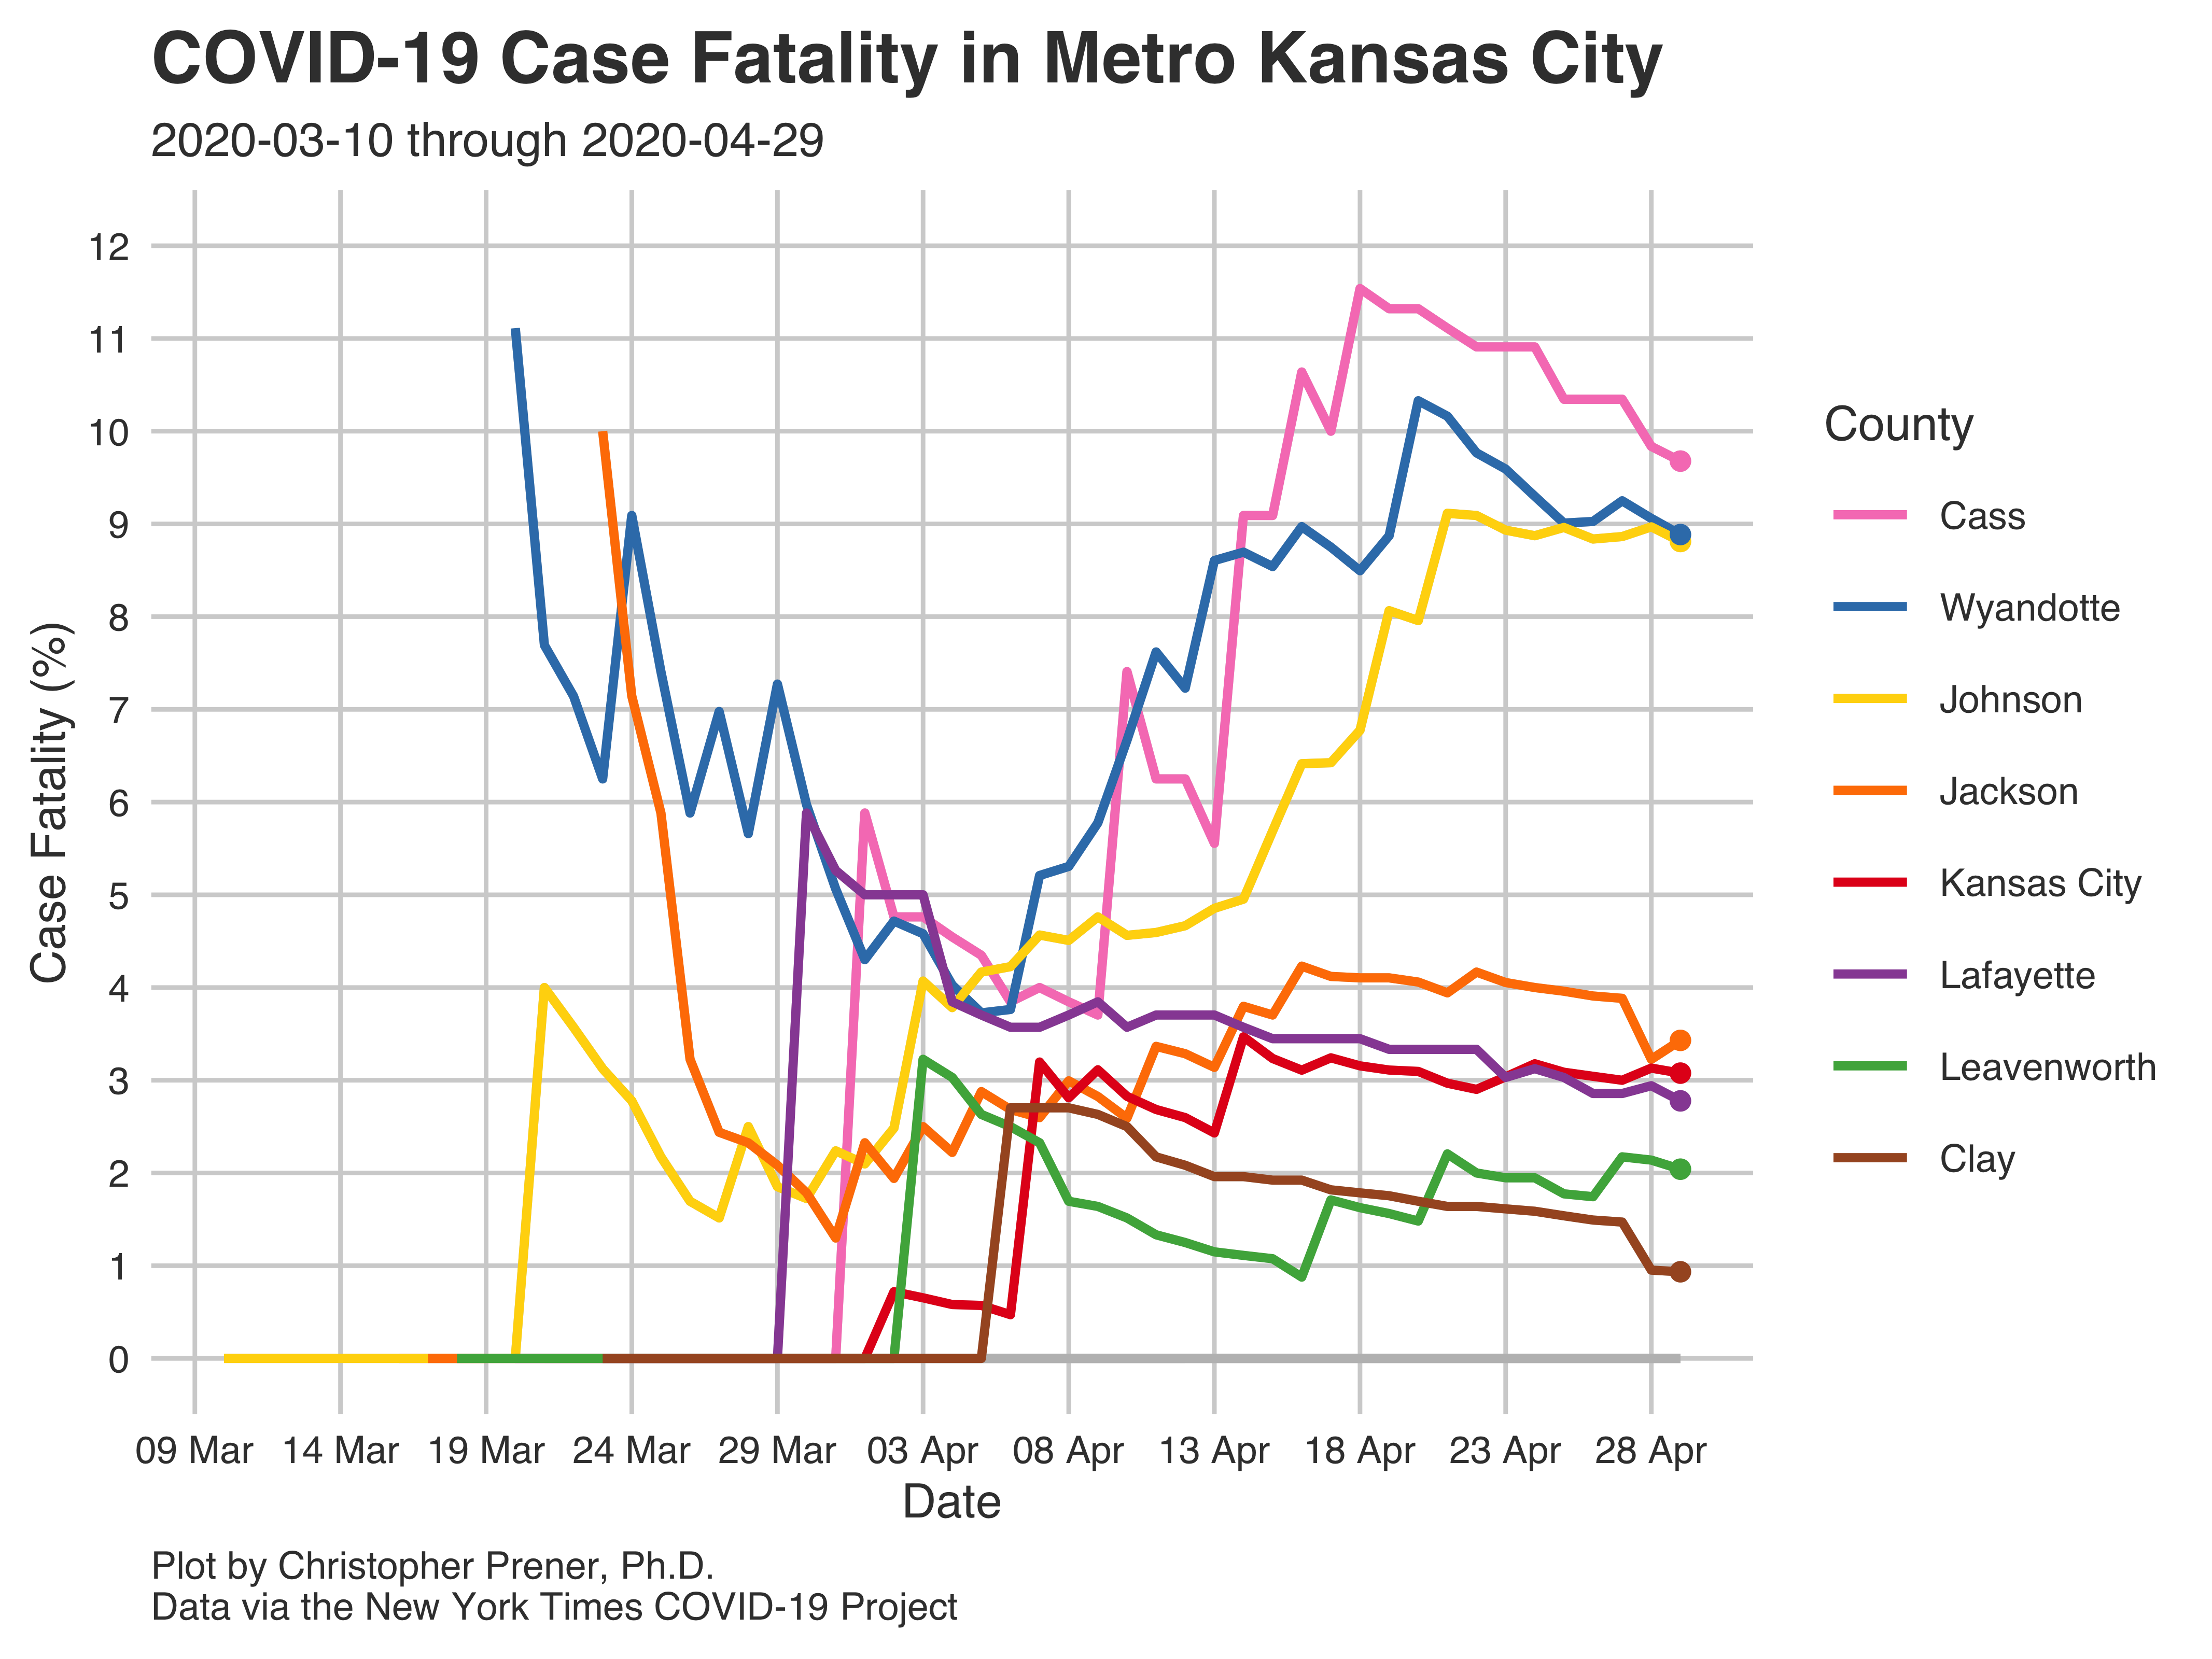 COVID-19 Case Fatality in Metro Kansas City
2020-03-10 through 2020-04-29
Case Fatality (%)
12
11
10
9
8
7
6
5
4
3
2
1
0
09 Mar 14 Mar 19 Mar 24 Mar 29 Mar 03 Apr 08 Apr 13 Apr 18 Apr 23 Apr 28 Apr
Date
County
Cass
Wyandotte
Johnson
Jackson
Kansas City
Lafayette
Leavenworth
Clay
Plot by Christopher Prener, Ph.D.
Data via the New York Times COVID-19 Project